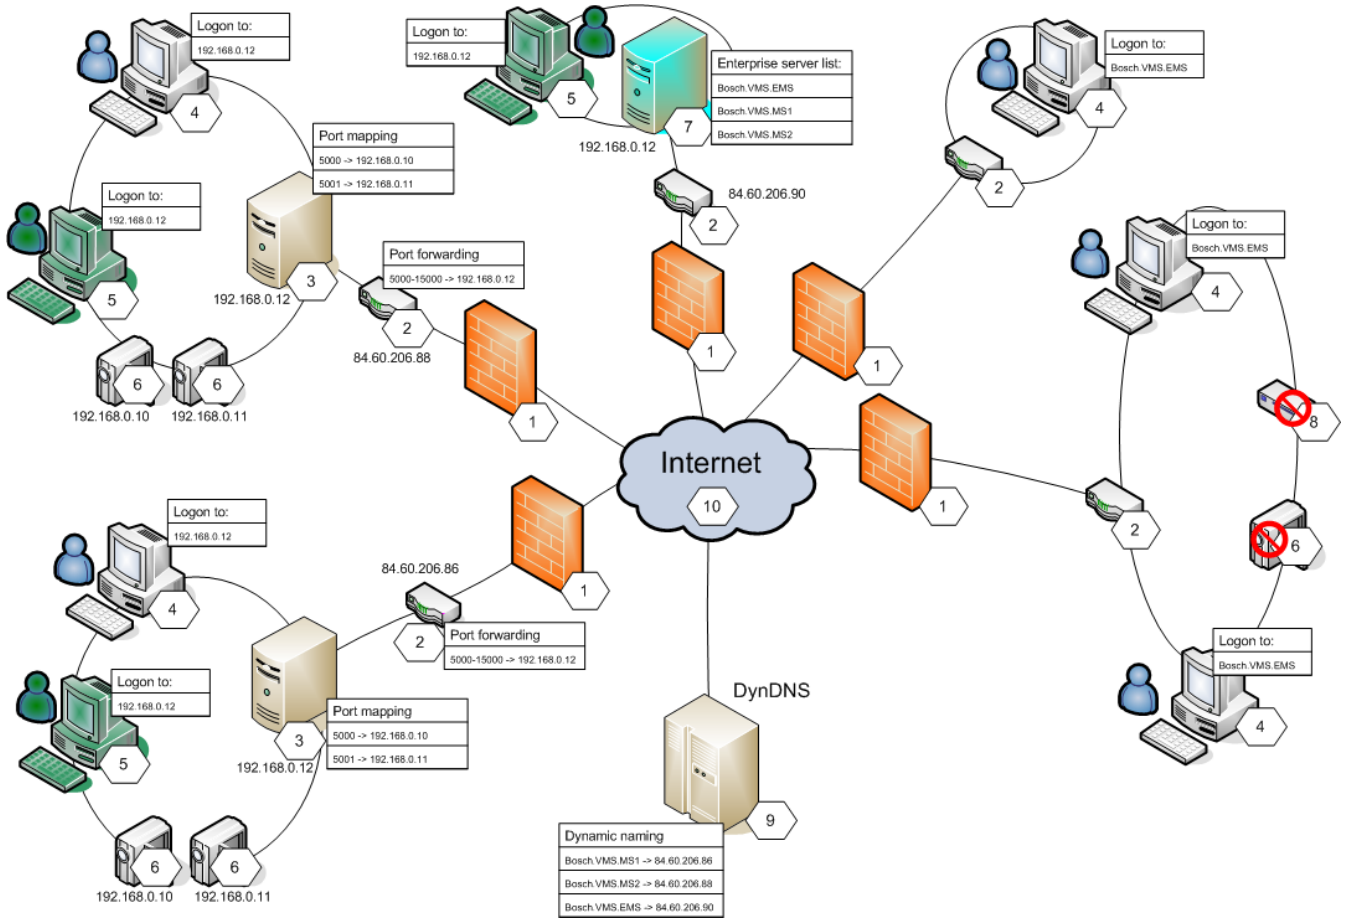 Logon to:
192.168.0.12
4
Port mapping
5000 -> 192.168.0.10
5001 -> 192.168.0.11
Logon to:
192.168.0.12
5
3
192.168.0.12
Port forwarding
5000-15000 -> 192.168.0.12
2
84.60.206.88
6
6
192.168.0.10
192.168.0.11
1
Logon to:
192.168.0.12
5
Enterprise server list:
Bosch.VMS.EMS
Bosch.VMS.MS1
Bosch.VMS.MS2
7
192.168.0.12
84.60.206.90
2
1
Logon to:
Bosch.VMS.EMS
4
2
1
Logon to:
Bosch.VMS.EMS
4
8
6
2
1
Logon to:
Bosch.VMS.EMS
4
Internet
10
Logon to:
192.168.0.12
4
84.60.206.86
1
2
Port forwarding
5000-15000 -> 192.168.0.12
Logon to:
192.168.0.12
5
3
192.168.0.12
Port mapping
5000 -> 192.168.0.10
5001 -> 192.168.0.11
6
6
192.168.0.10
192.168.0.11
DynDNS
9
Dynamic naming
Bosch.VMS.MS1 -> 84.60.206.86
Bosch.VMS.MS2 -> 84.60.206.88
Bosch.VMS.EMS -> 84.60.206.90